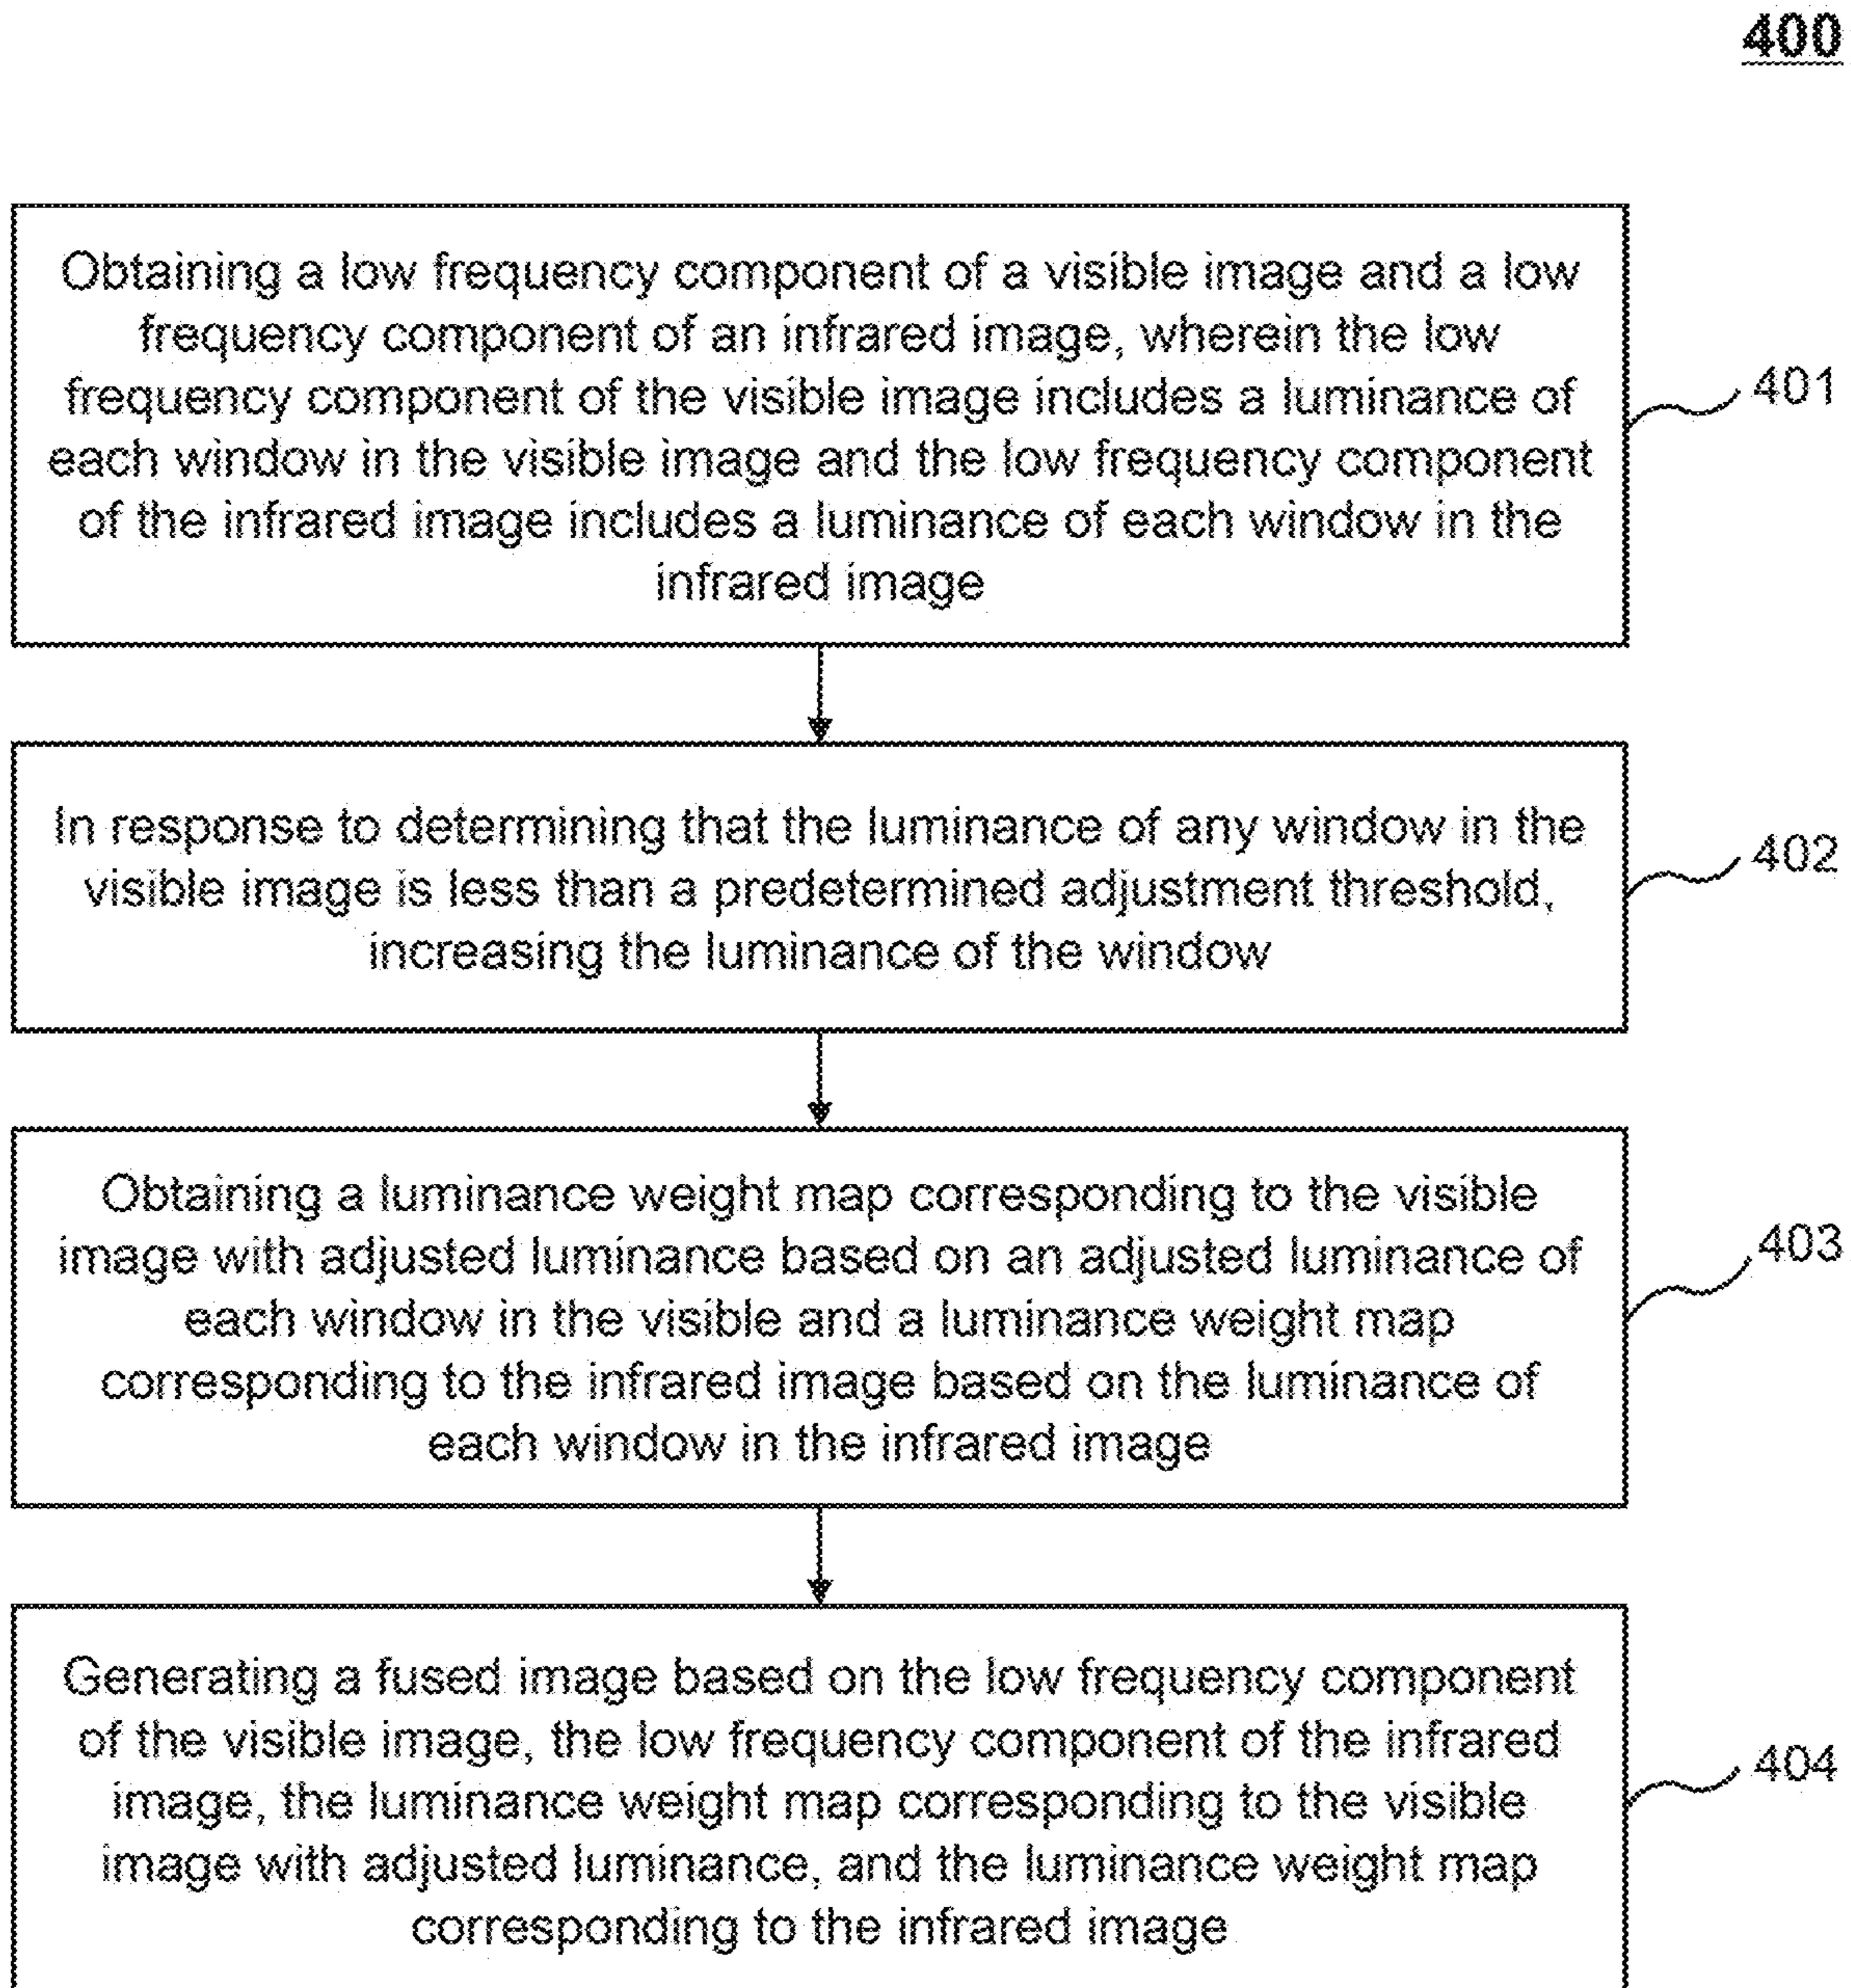 400
Obtaining a low frequency component of a visible image and a low
frequency component of an infrared image, wherein the low
frequency component of the visible image includes a luminance of
each window in the visible image and the low frequency component
of the infrared image includes a luminance of each window in the
infrared image
401
In response to determining that the luminance of any window in the
visible image is less than a predetermined adjustment threshold,
increasing the luminance of the window
402
Obtaining a luminance weight map corresponding to the visible
image with adjusted luminance based on an adjusted luminance of
each window in the visible and a luminance weight map
corresponding to the infrared image based on the luminance of
each window in the infrared image
403
Generating a fused image based on the low frequency component
of the visible image, the low frequency component of the infrared
image, the luminance weight map corresponding to the visible
image with adjusted luminance, and the luminance weight map
corresponding to the infrared image
404